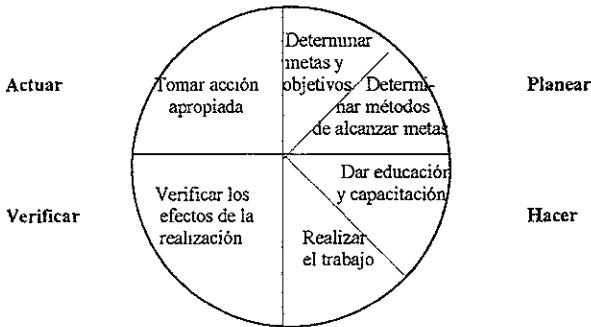 Actuar
Tomar acción
apropiada
Determinar
metas y
objetivos
Determi-
nar métodos
de alcanzar metas
Planear
Verificar
Verificar los
efectos de la
realización
Realizar
el trabajo
Dar educación
y capacitación
Hacer